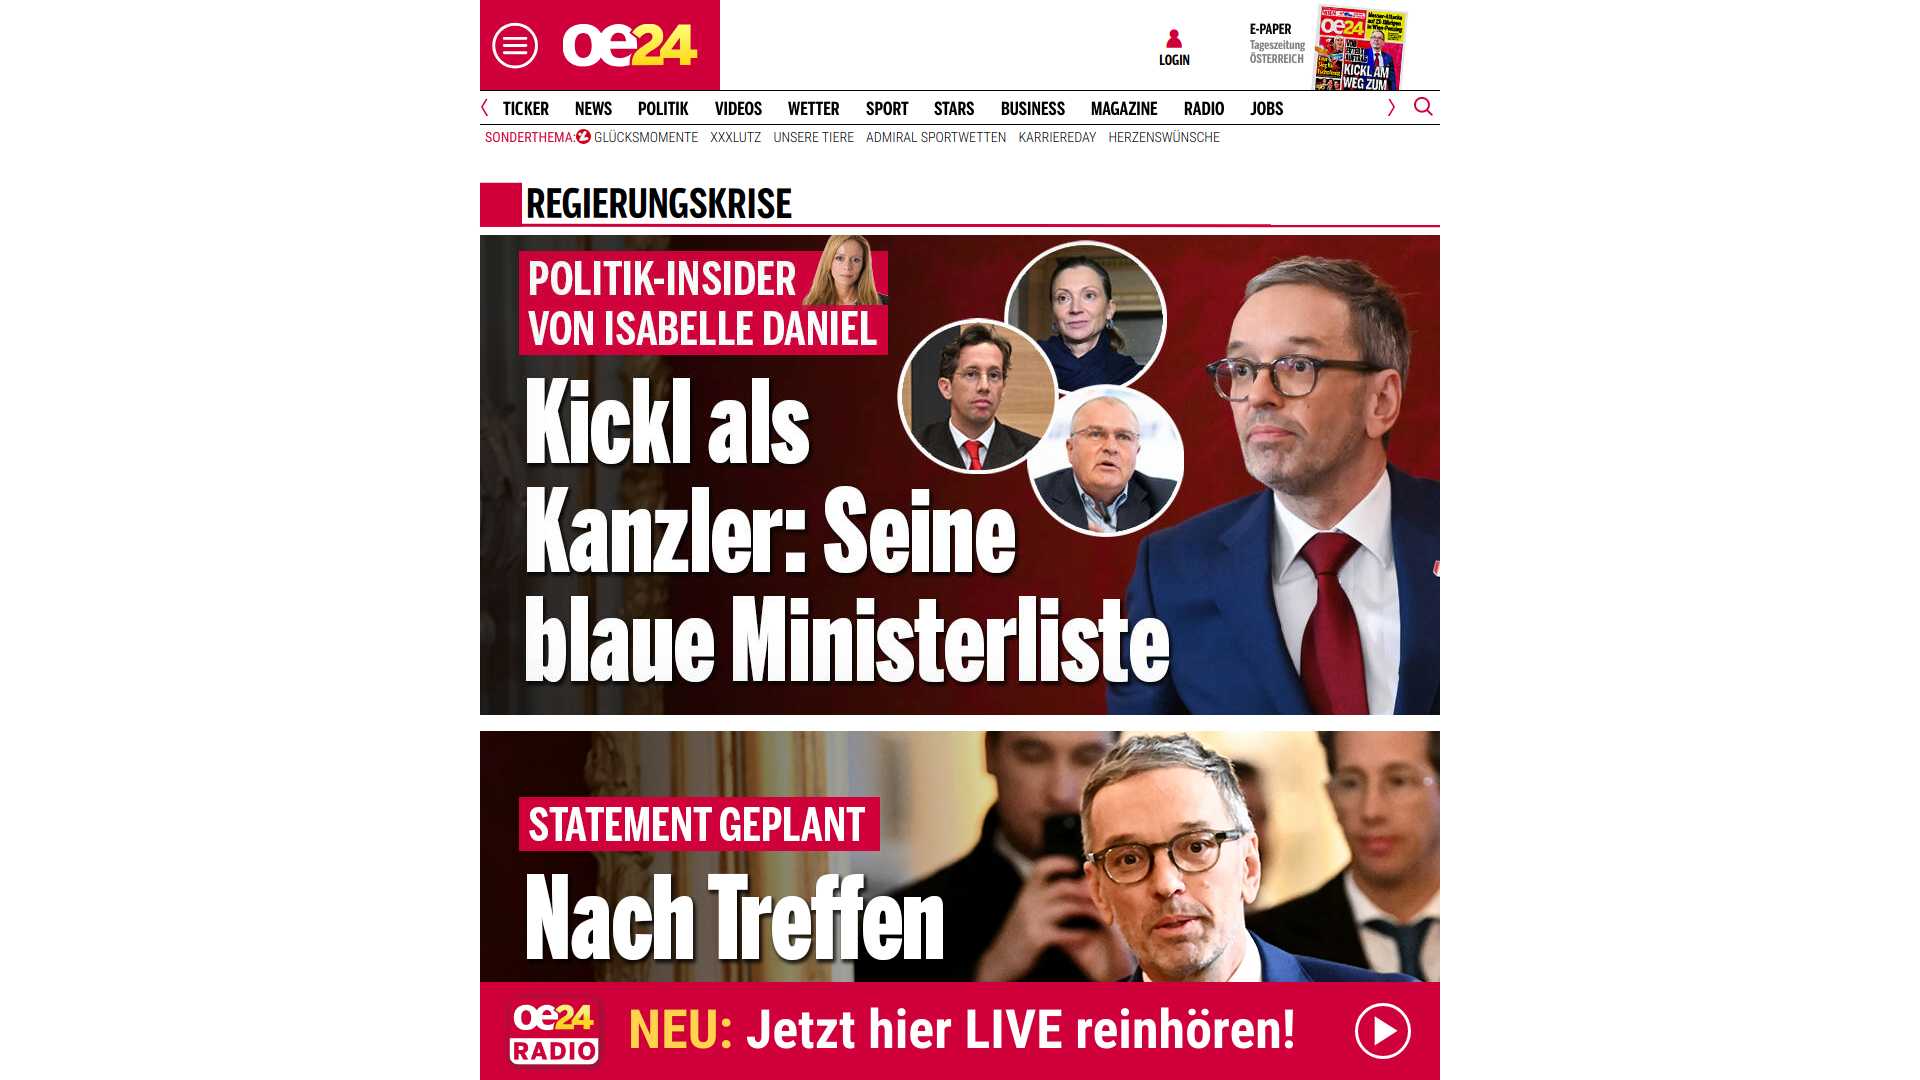 oe24
LOGIN
E-PAPER
Tageszeitung
ÖSTERREICH
oe24
KICKL AM
WEG ZUM
TICKER NEWS POLITIK VIDEOS WETTER SPORT STARS BUSINESS MAGAZINE RADIO JOBS
SONDERTHEMA: GLÜCKSMOMENTE XXXLUTZ UNSERE TIERE ADMIRAL SPORTWETTEN KARRIEREDAY HERZENSWÜNSCHE
REGIERUNGSKRISE
POLITIK-INSIDER
VON ISABELLE DANIEL
Kickl als
Kanzler: Seine
blaue Ministerliste
STATEMENT GEPLANT
Nach Treffen
oe24
RADIO
NEU: Jetzt hier LIVE reinhören!